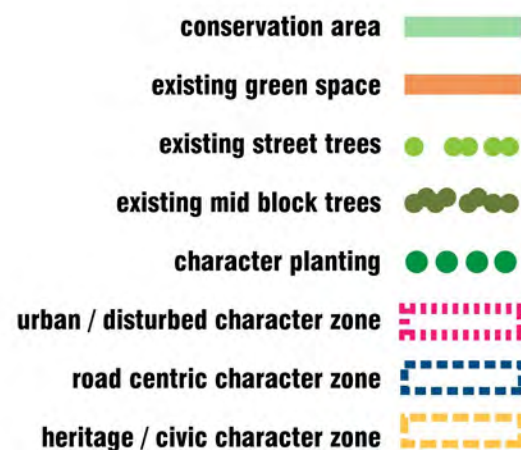 conservation area
existing green space
existing street trees
existing mid block trees
character planting
urban / disturbed character zone
road centric character zone
heritage / civic character zone